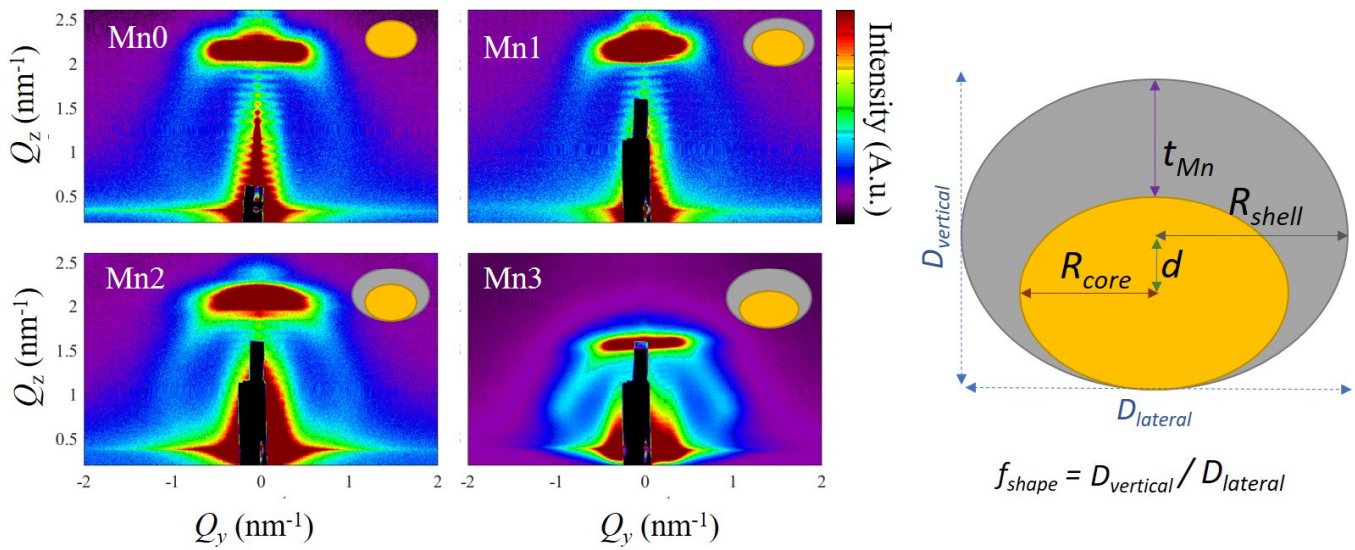 Mn0
Mn1
Intensity (A.u.)
Qz (nm-1)
2.5
2
1.5
1
0.5
Mn2
Mn3
Qz (nm-1)
2.5
2
1.5
1
0.5
-2
-1
0
1
2
-1
0
1
2
Qy (nm-1)
Qy (nm-1)
Dvertical
tMn
Rshell
Rcore
d
Dlateral
fshape = Dvertical / Dlateral